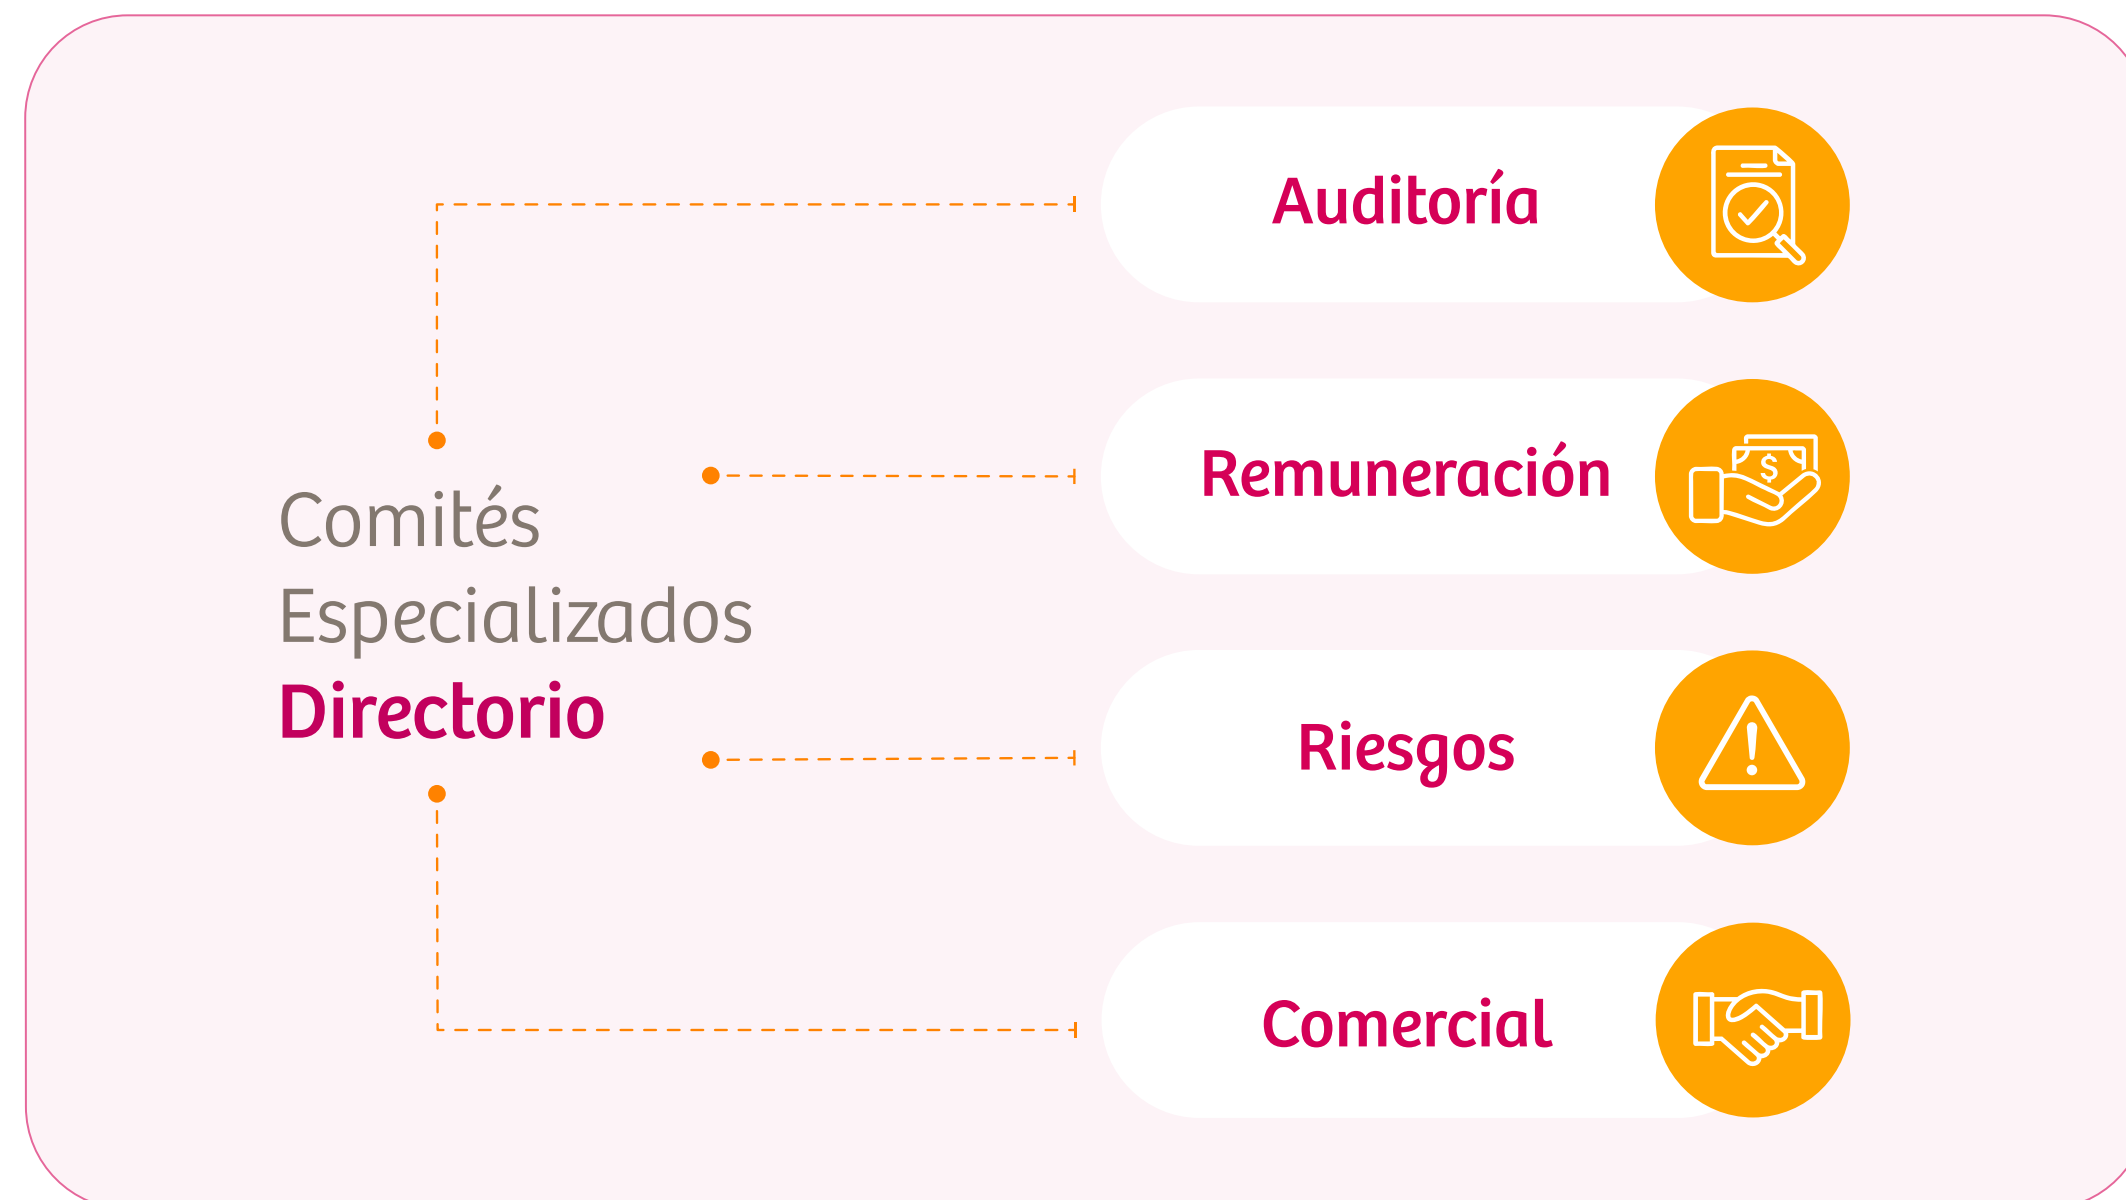 Comités
Especializados
Directorio
Auditoría
Remuneración
Riesgos
Comercial